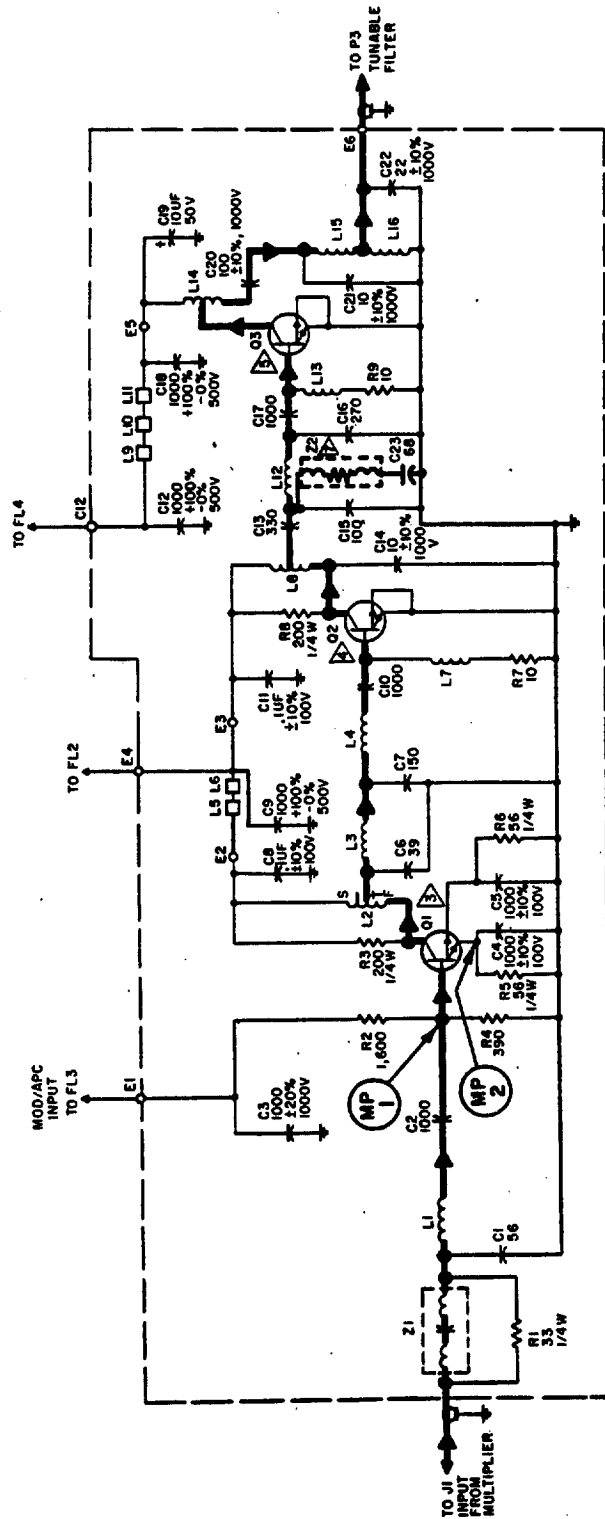 MOD/APC
INPUT
TO FL3
E1
TO FL2
E4
TO FL4
C12
C3
1000
±20%
1000V
R2
1,600
R3
200
1/4W
E2
C8
.1UF
±10%
100V
C9
1000
+100%
-0%
500V
L5 L6
E3
C11
.1UF
±10%
100V
R8
200
1/4W
C12
1000
+100%
-0%
500V
L9 L10 L11
C18
1000
+100%
-0%
500V
E5
+
C19
10UF
50V
L14
C20
100
±10%, 1000V
TO J1
INPUT
FROM
MULTIPLIER
Z1
R1
33
1/4W
L1
C1
56
C2
1000
MP
1
MP
2
R4
390
Q1
3
S
L2
F
R5
56
1/4W
C4
1000
±10%
100V
C5
1000
±10%
100V
R6
56
1/4W
L3
C6
39
L4
C7
150
C10
1000
4
Q2
L7
R7
10
L8
C13
330
C14
10
±10%
1000
V
C15
100
L12
Z2
C23
68
C16
270
C17
1000
5
Q3
L13
R9
10
C21
10
±10%
1000V
L15
L16
C22
22
±10%
1000V
E6
TO P3
TUNABLE
FILTER